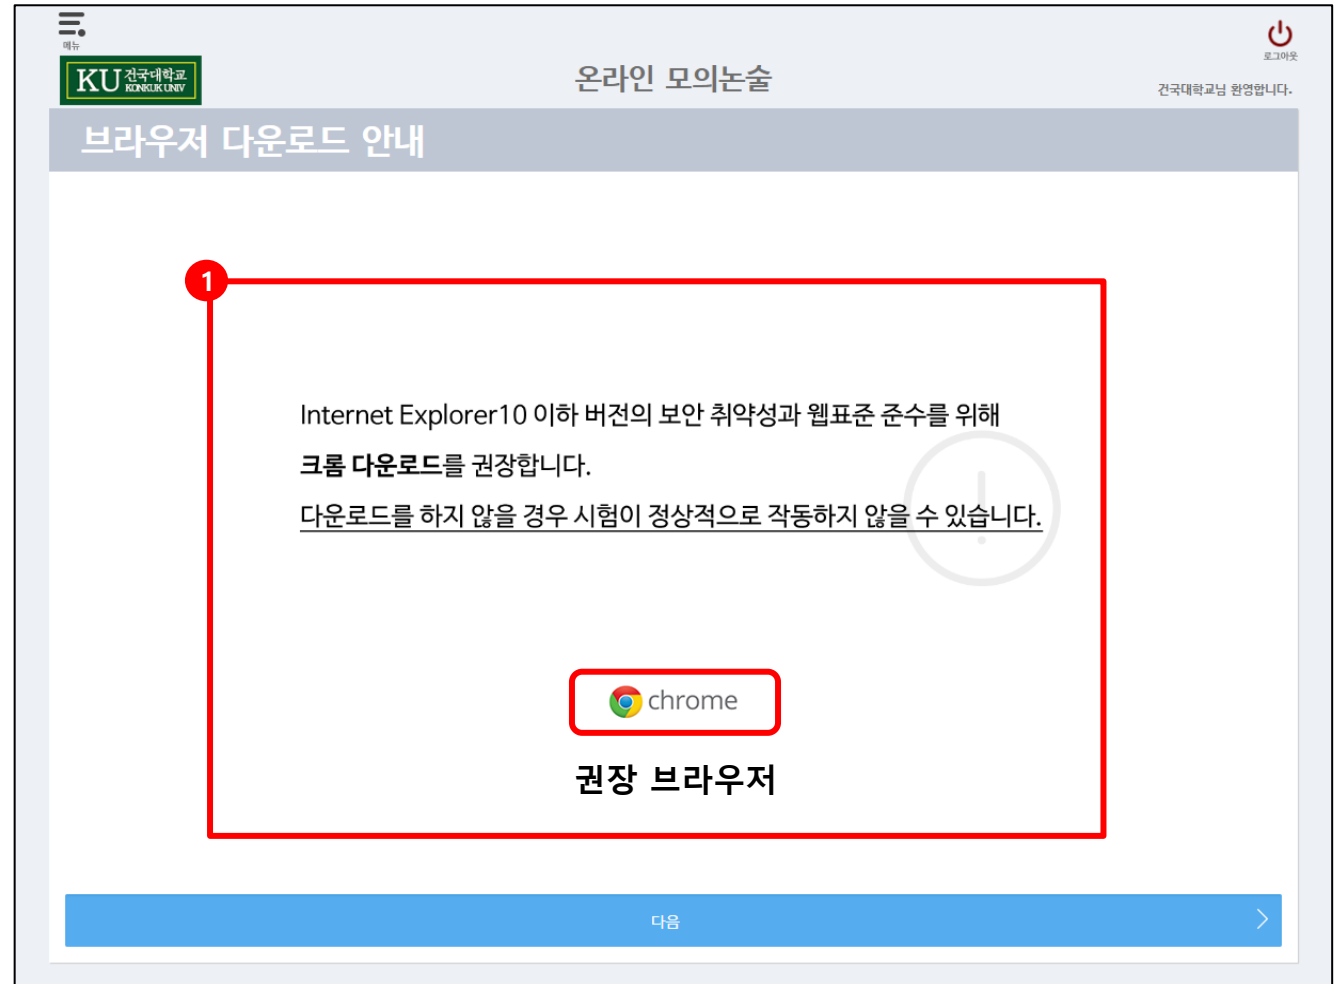 메뉴
로그아웃
KU 건국대학교
KONKUK UNIV
온라인 모의논술
건국대학교님 환영합니다.
브라우저 다운로드 안내
1
Internet Explorer10 이하 버전의 보안 취약성과 웹표준 준수를 위해
크롬 다운로드를 권장합니다.
다운로드를 하지 않을 경우 시험이 정상적으로 작동하지 않을 수 있습니다.
chrome
권장 브라우저
다음